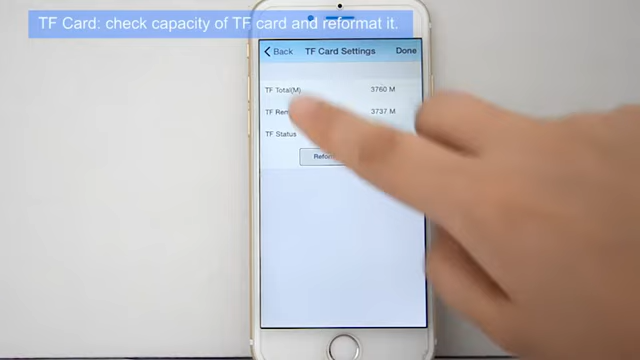 TF Card: check capacity of TF card and reformat it.
Back TF Card Settings Done
TF Total(M) 3760 M
TF 3737 M
TF Status